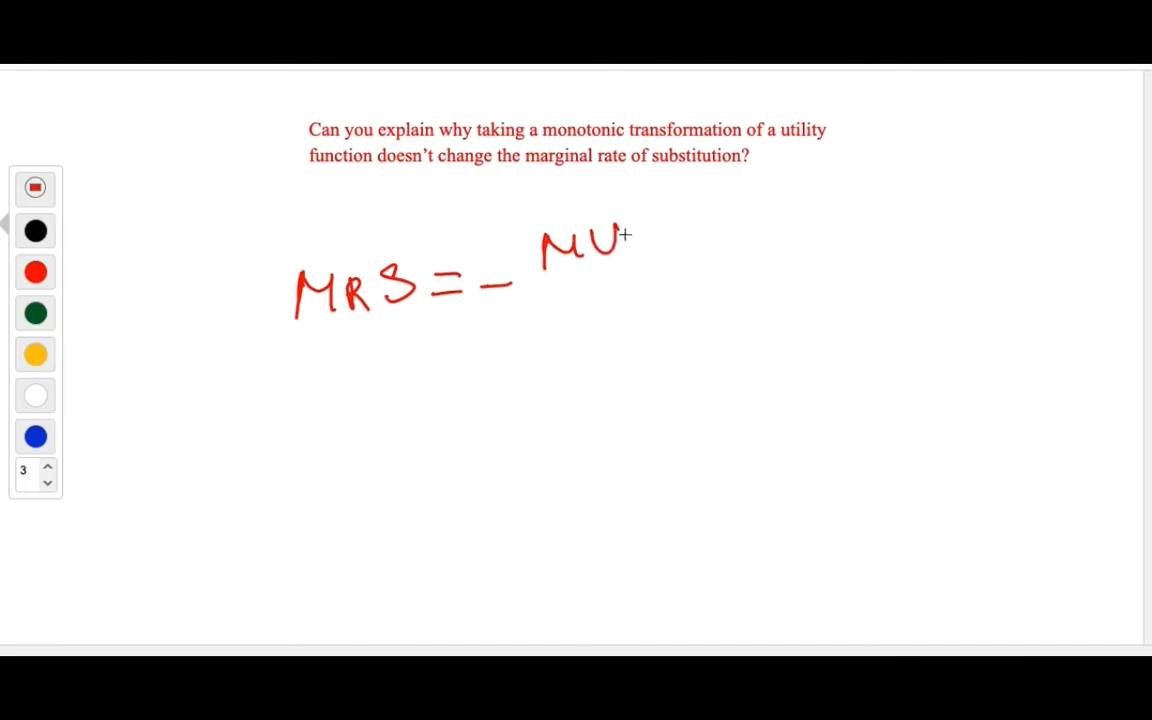 Can you explain why taking a monotonic transformation of a utility
function doesn't change the marginal rate of substitution?
MU
MRS = -
3